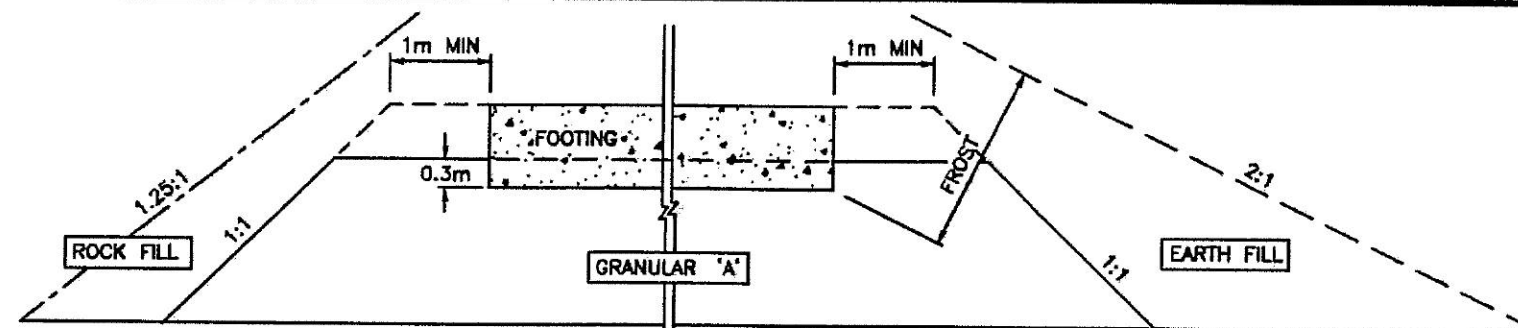 1m MIN
1m MIN
FOOTING
0.3m
FROST
1.25:1
1:1
2:1
ROCK FILL
GRANULAR 'A'
1:1
EARTH FILL